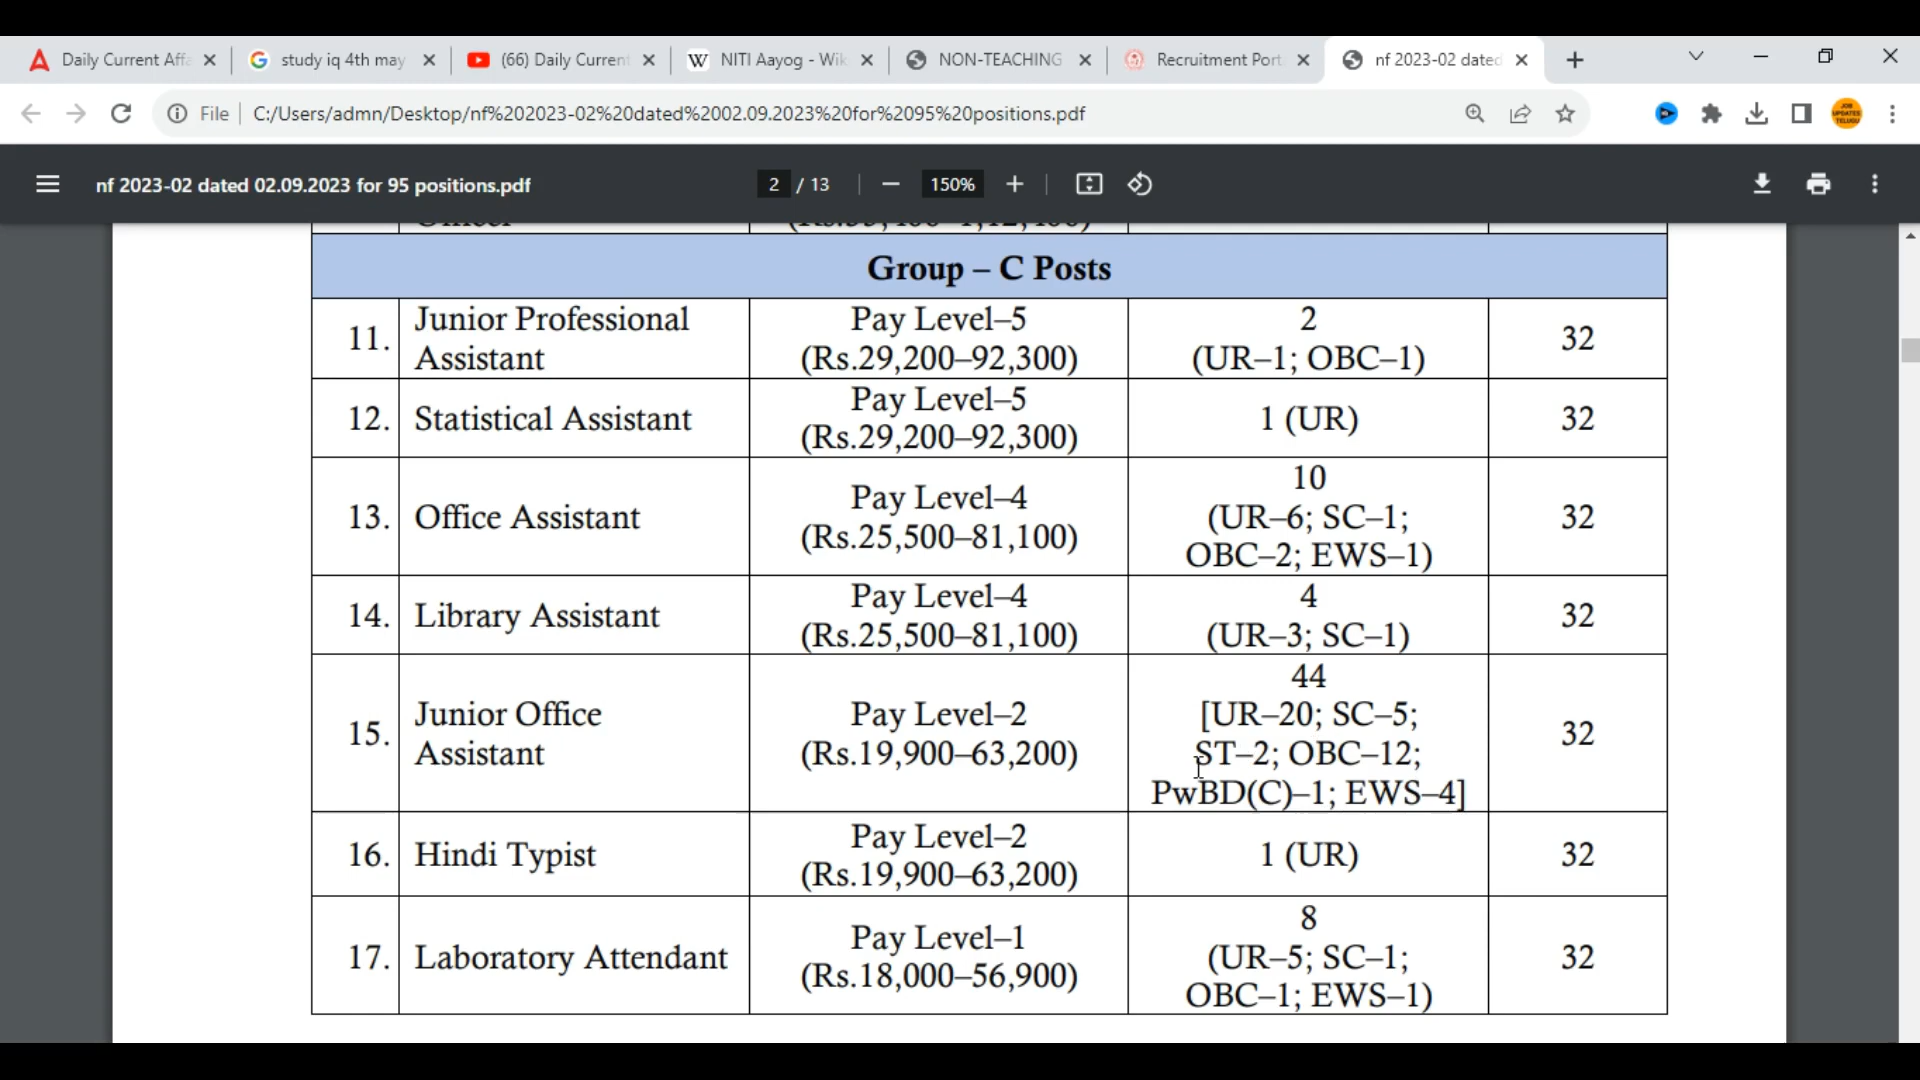 Daily Current Affa
study iq 4th may
(66) Daily Current
W NITI Aayog - Wik
NON-TEACHING
Recruitment Port
nf 2023-02 dated
File
C:/Users/admn/Desktop/nf%202023-02%20dated%2002.09.2023%20for%2095%20positions.pdf
JOB
UPDATES
TELUGU
nf 2023-02 dated 02.09.2023 for 95 positions.pdf
2 / 13
150%
Group – C Posts
11.
Junior Professional
Assistant
Pay Level–5
(Rs.29,200–92,300)
2
(UR–1; OBC–1)
32
12.
Statistical Assistant
Pay Level–5
(Rs.29,200–92,300)
1 (UR)
32
13.
Office Assistant
Pay Level–4
(Rs.25,500–81,100)
10
(UR–6; SC–1;
OBC–2; EWS–1)
32
14.
Library Assistant
Pay Level–4
(Rs.25,500–81,100)
4
(UR–3; SC–1)
32
15.
Junior Office
Assistant
Pay Level–2
(Rs.19,900–63,200)
44
[UR–20; SC–5;
ST–2; OBC–12;
PwBD(C)–1; EWS–4]
32
16.
Hindi Typist
Pay Level–2
(Rs.19,900–63,200)
1 (UR)
32
17.
Laboratory Attendant
Pay Level–1
(Rs.18,000–56,900)
8
(UR–5; SC–1;
OBC–1; EWS–1)
32